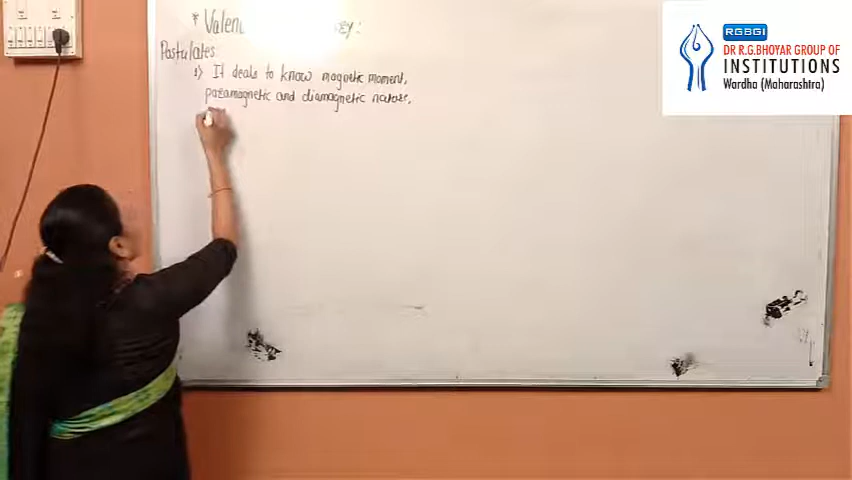 * Valen
Postulates:
1) It deals to know magnetic moment,
paramagnetic and diamagnetic nature,
RGBGI
DR R.G.BHOYAR GROUP OF
INSTITUTIONS
Wardha (Maharashtra)